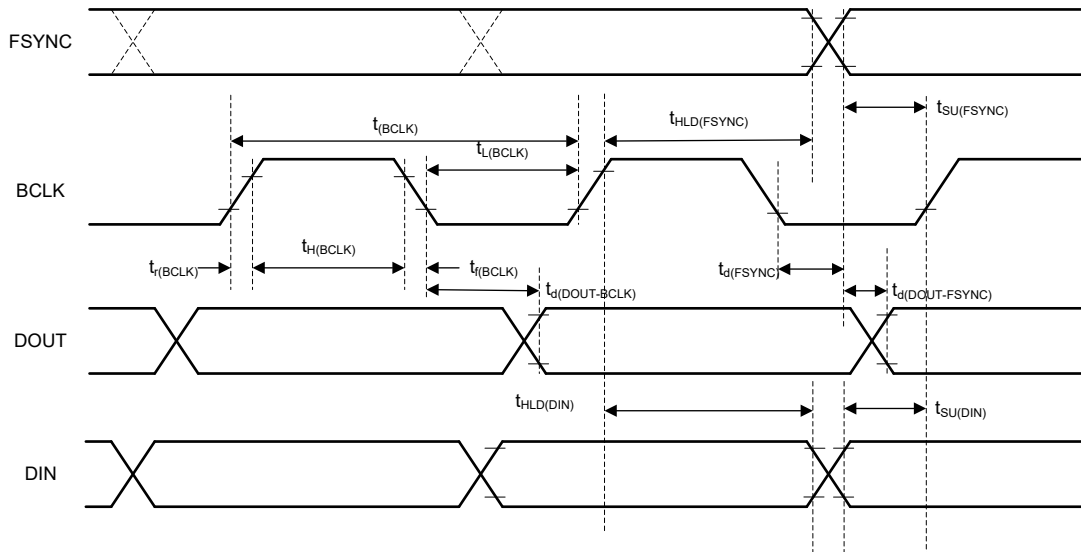 FSYNC
t(BCLK)
tHLD(FSYNC)
tSU(FSYNC)
tL(BCLK)
BCLK
tH(BCLK)
tr(BCLK)
tf(BCLK)
td(FSYNC)
td(DOUT-BCLK)
td(DOUT-FSYNC)
DOUT
tHLD(DIN)
tSU(DIN)
DIN